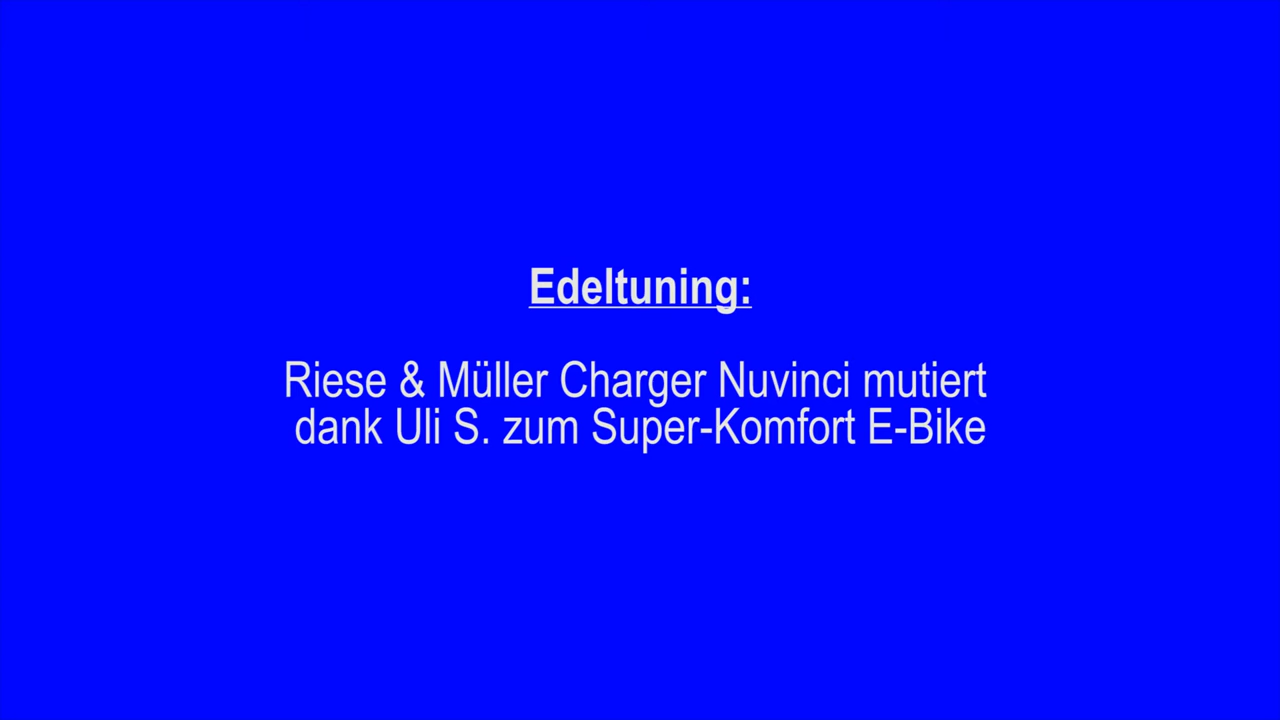 Edeltuning:
Riese & Müller Charger Nuvinci mutiert
dank Uli S. zum Super-Komfort E-Bike